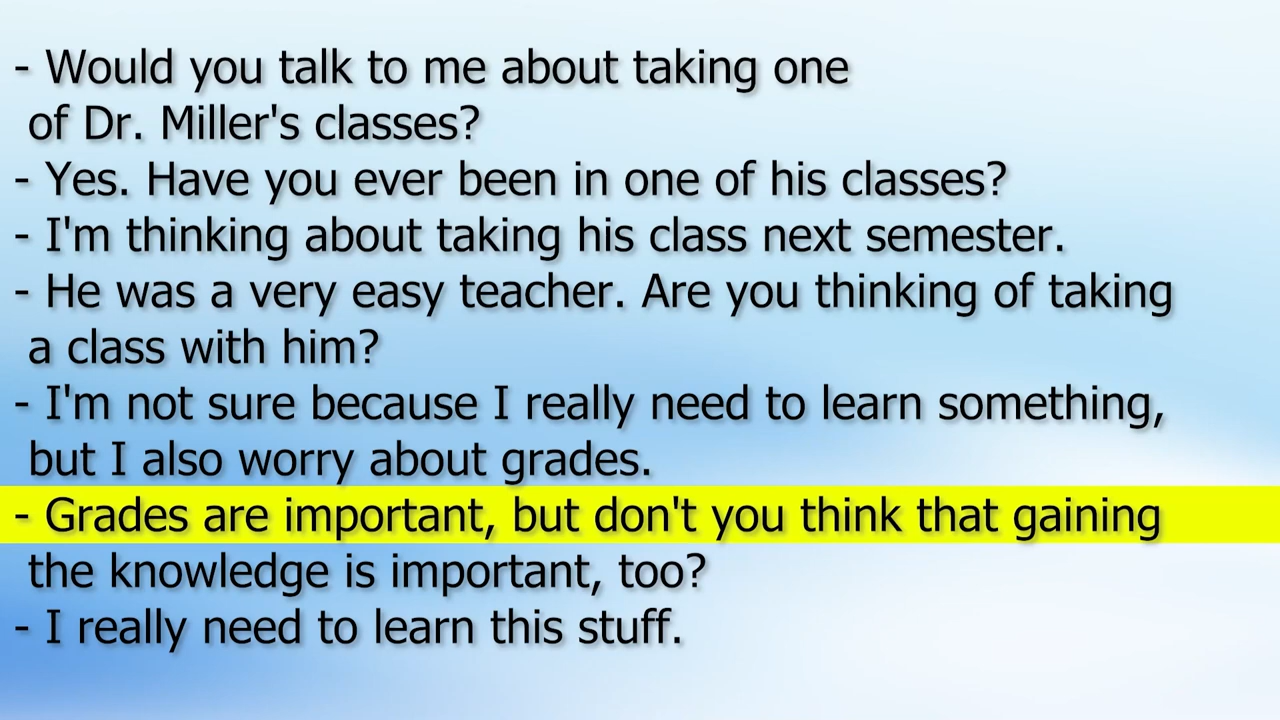 - Would you talk to me about taking one
of Dr. Miller's classes?
- Yes. Have you ever been in one of his classes?
- I'm thinking about taking his class next semester.
- He was a very easy teacher. Are you thinking of taking
a class with him?
- I'm not sure because I really need to learn something,
but I also worry about grades.
- Grades are important, but don't you think that gaining
the knowledge is important, too?
- I really need to learn this stuff.